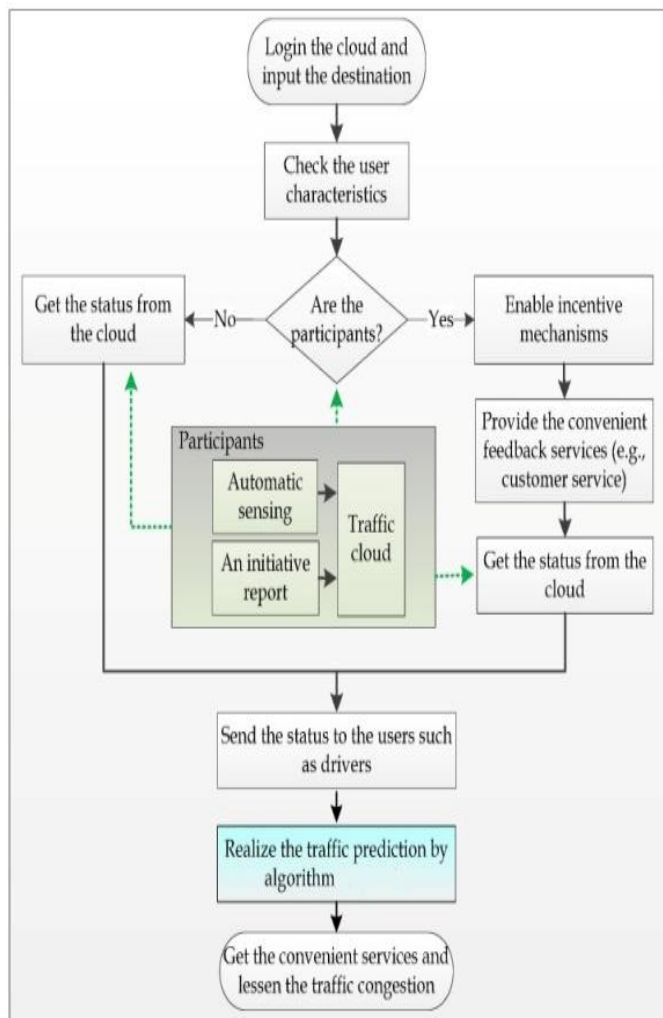 Login the cloud and
input the destination
Check the user
characteristics
Get the status from
the cloud
No
Are the
participants?
Yes
Enable incentive
mechanisms
Provide the convenient
feedback services (e.g.,
customer service)
Participants
Automatic
sensing
An initiative
report
Traffic
cloud
Get the status from the
cloud
Send the status to the users such
as drivers
Realize the traffic prediction by
algorithm
Get the convenient services and
lessen the traffic congestion